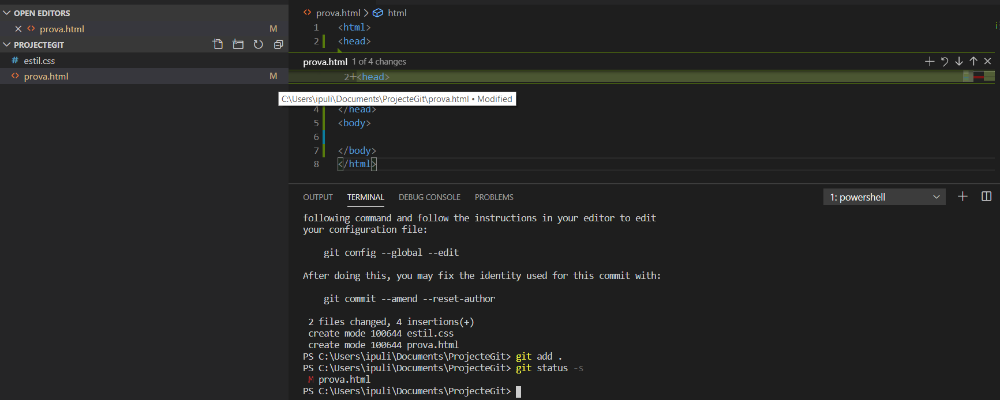 OPEN EDITORS
prova.html M
PROJECTEGIT
# estil.css
prova.html M
prova.html > html
1 <html>
2 <head>
prova.html 1 of 4 changes
2+<head>
C:\Users\ipuli\Documents\ProjecteGit\prova.html • Modified
4 </head>
5 <body>
6
7 </body>
8 </html>
OUTPUT TERMINAL DEBUG CONSOLE PROBLEMS 1: powershell
following command and follow the instructions in your editor to edit
your configuration file:
git config --global --edit
After doing this, you may fix the identity used for this commit with:
git commit --amend --reset-author
2 files changed, 4 insertions(+)
create mode 100644 estil.css
create mode 100644 prova.html
PS C:\Users\ipuli\Documents\ProjecteGit> git add .
PS C:\Users\ipuli\Documents\ProjecteGit> git status -s
M prova.html
PS C:\Users\ipuli\Documents\ProjecteGit>